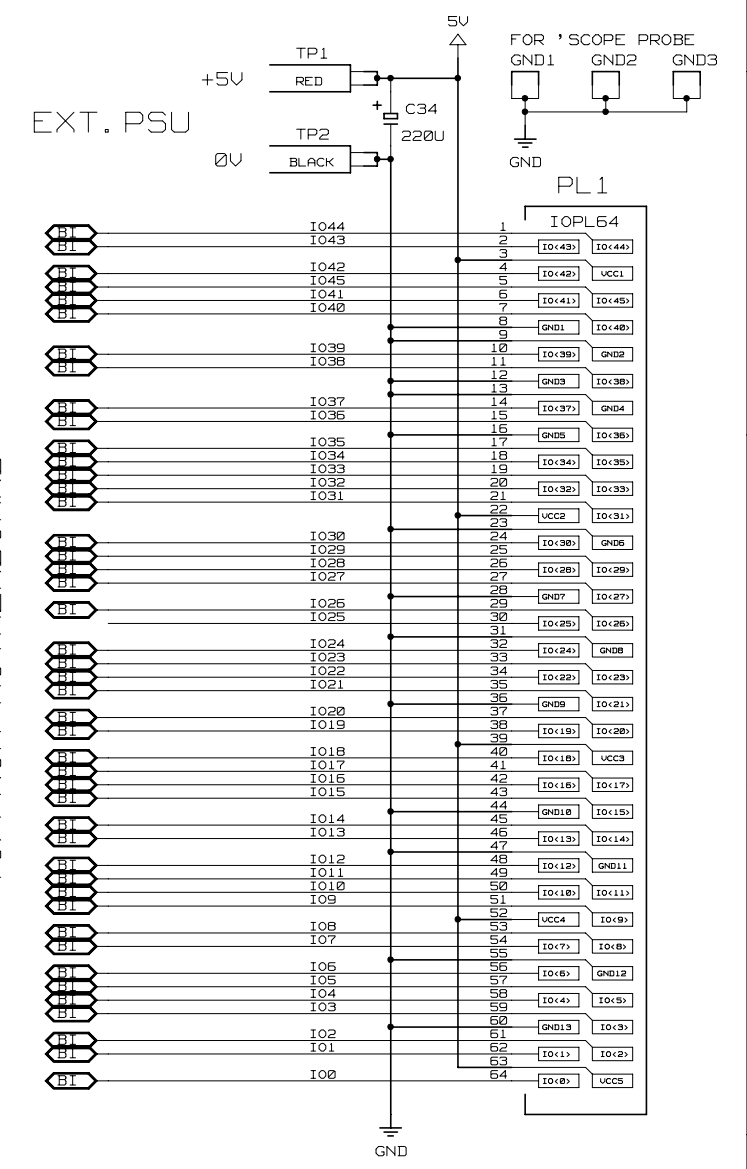 5V
FOR 'SCOPE PROBE
TP1
GND1 GND2 GND3
+5V RED
+ C34
EXT. PSU
220U
TP2
0V BLACK
GND
PL1
IOPL64
BI IO44 1
BI IO43 2 IO<43> IO<44>
3
BI IO42 4 IO<42> VCC1
BI IO45 5
BI IO41 6 IO<41> IO<45>
BI IO40 7
8 GND1 IO<40>
9
BI IO39 10 IO<39> GND2
BI IO38 11
12 GND3 IO<38>
13
BI IO37 14 IO<37> GND4
BI IO36 15
16 GND5 IO<36>
BI IO35 17
BI IO34 18 IO<34> IO<35>
BI IO33 19
BI IO32 20 IO<32> IO<33>
BI IO31 21
22 VCC2 IO<31>
23
BI IO30 24 IO<30> GND6
BI IO29 25
BI IO28 26 IO<28> IO<29>
BI IO27 27
28 GND7 IO<27>
BI IO26 29
IO25 30 IO<25> IO<26>
31
BI IO24 32 IO<24> GND8
BI IO23 33
BI IO22 34 IO<22> IO<23>
BI IO21 35
36 GND9 IO<21>
BI IO20 37
BI IO19 38 IO<19> IO<20>
39
BI IO18 40 IO<18> VCC3
BI IO17 41
BI IO16 42 IO<16> IO<17>
BI IO15 43
44 GND10 IO<15>
BI IO14 45
BI IO13 46 IO<13> IO<14>
47
BI IO12 48 IO<12> GND11
BI IO11 49
BI IO10 50 IO<10> IO<11>
BI IO9 51
52 VCC4 IO<9>
BI IO8 53
BI IO7 54 IO<7> IO<8>
55
BI IO6 56 IO<6> GND12
BI IO5 57
BI IO4 58 IO<4> IO<5>
BI IO3 59
60 GND13 IO<3>
BI IO2 61
BI IO1 62 IO<1> IO<2>
63
BI IO0 64 IO<0> VCC5
GND